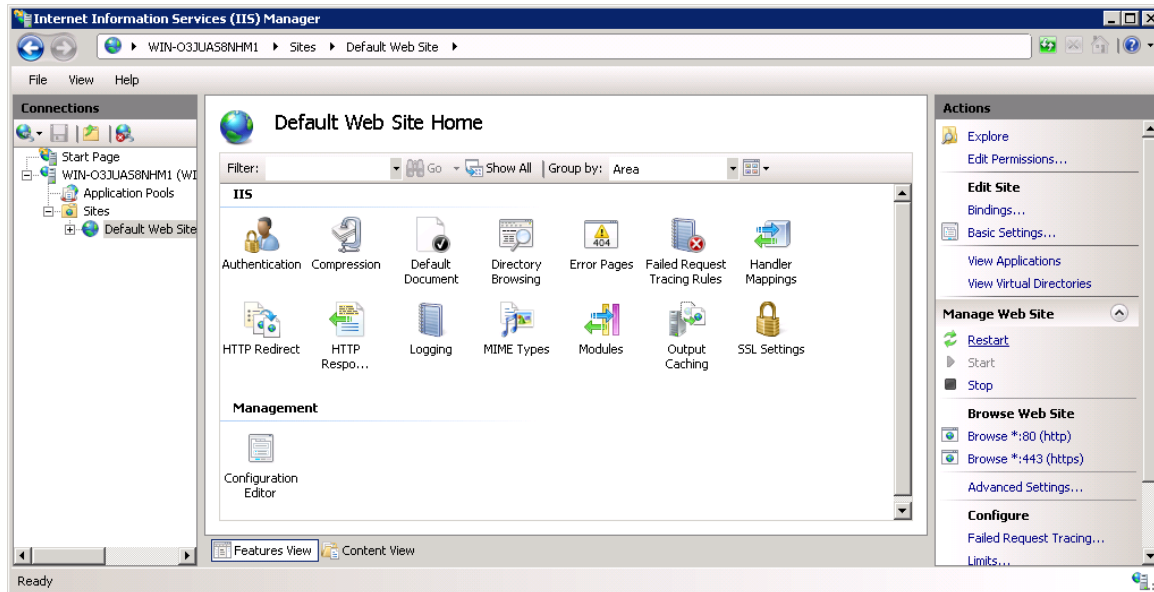 Internet Information Services (IIS) Manager
WIN-O3JUAS8NHM1 Sites Default Web Site
File View Help
Connections
Start Page
WIN-O3JUAS8NHM1 (WI
Application Pools
Sites
Default Web Site
Default Web Site Home
Filter: Go Show All Group by: Area
IIS
Authentication Compression Default Document Directory Browsing Error Pages Failed Request Tracing Rules Handler Mappings
404
HTTP Redirect HTTP Respo... Logging MIME Types Modules Output Caching SSL Settings
Management
Configuration
Editor
Features View Content View
Actions
Explore
Edit Permissions...
Edit Site
Bindings...
Basic Settings...
View Applications
View Virtual Directories
Manage Web Site
Restart
Start
Stop
Browse Web Site
Browse *:80 (http)
Browse *:443 (https)
Advanced Settings...
Configure
Failed Request Tracing...
Limits...
Ready